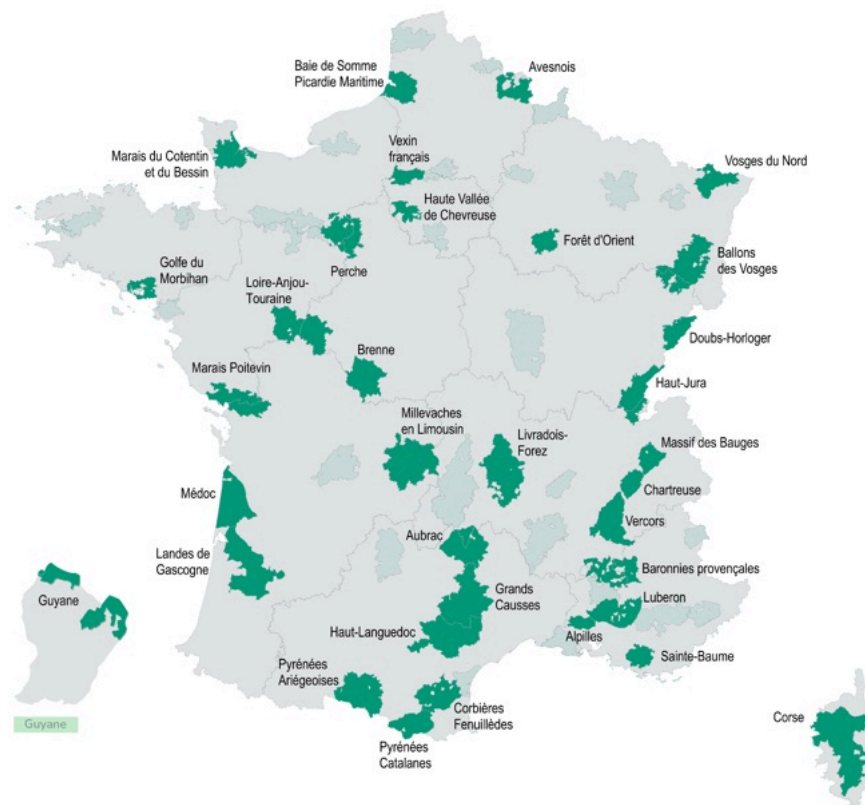 Baie de Somme
Picardie Maritime
Avesnois
Marais du Cotentin
et du Bessin
Vexin
français
Vosges du Nord
Haute Vallée
de Chevreuse
Forêt d'Orient
Ballons
des Vosges
Golfe du
Morbihan
Perche
Loire-Anjou-
Touraine
Doubs-Horloger
Brenne
Marais Poitevin
Haut-Jura
Millevaches
en Limousin
Livradois-
Forez
Massif des Bauges
Chartreuse
Médoc
Vercors
Aubrac
Landes de
Gascogne
Baronnies provençales
Guyane
Grands
Causses
Luberon
Haut-Languedoc
Alpilles
Sainte-Baume
Pyrénées
Ariégeoises
Corbières
Fenuillèdes
Corse
Guyane
Pyrénées
Catalanes